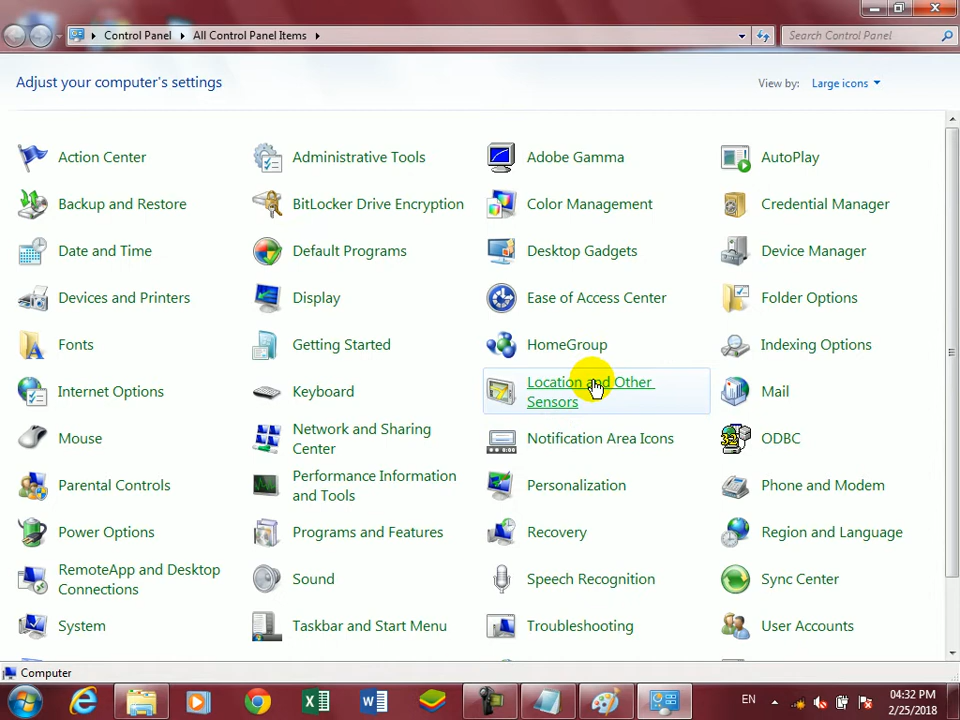 Control Panel
All Control Panel Items
Search Control Panel
Adjust your computer's settings
View by: Large icons
Action Center
Administrative Tools
Adobe Gamma
AutoPlay
Backup and Restore
BitLocker Drive Encryption
Color Management
Credential Manager
Date and Time
Default Programs
Desktop Gadgets
Device Manager
Devices and Printers
Display
Ease of Access Center
Folder Options
Fonts
Getting Started
HomeGroup
Indexing Options
Internet Options
Keyboard
Location and Other
Sensors
Mail
Mouse
Network and Sharing
Center
Notification Area Icons
32
ODBC
Parental Controls
Performance Information
and Tools
Personalization
Phone and Modem
Power Options
Programs and Features
Recovery
Region and Language
RemoteApp and Desktop
Connections
Sound
Speech Recognition
Sync Center
System
Taskbar and Start Menu
Troubleshooting
User Accounts
Computer
EN
04:32 PM
2/25/2018